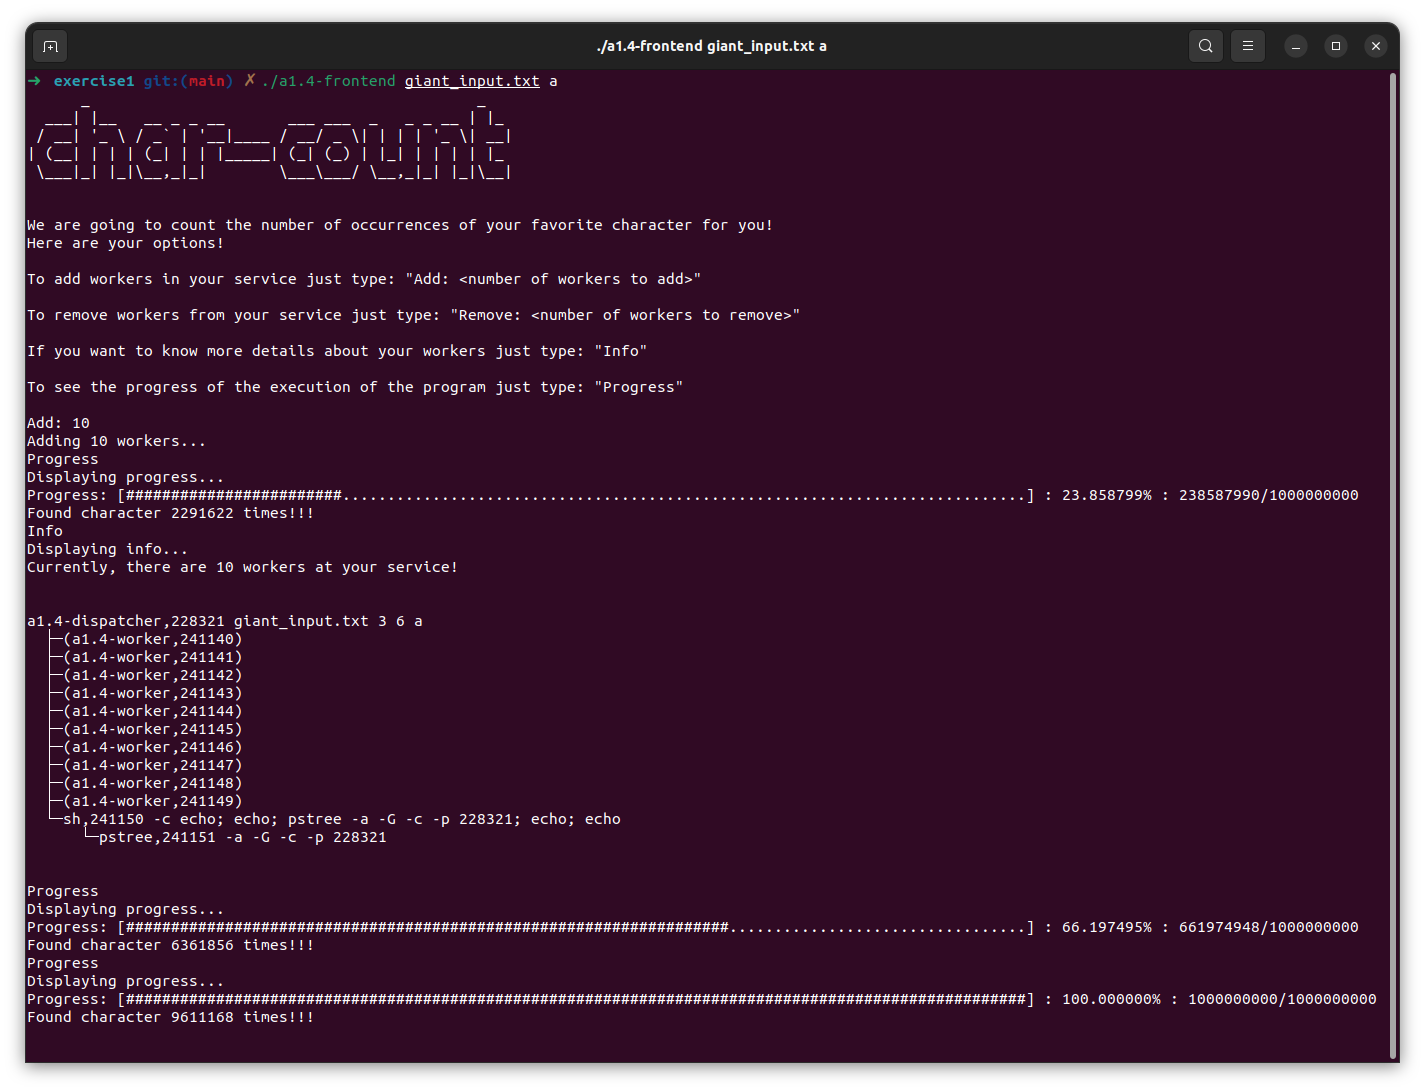 ./a1.4-frontend giant_input.txt a
➜  exercise1 git:(main) ✗ ./a1.4-frontend giant_input.txt a
char-count
We are going to count the number of occurrences of your favorite character for you!
Here are your options!
To add workers in your service just type: "Add: <number of workers to add>"
To remove workers from your service just type: "Remove: <number of workers to remove>"
If you want to know more details about your workers just type: "Info"
To see the progress of the execution of the program just type: "Progress"
Add: 10
Adding 10 workers...
Progress
Displaying progress...
Progress: [########################............................................................................] : 23.858799% : 238587990/1000000000
Found character 2291622 times!!!
Info
Displaying info...
Currently, there are 10 workers at your service!
a1.4-dispatcher,228321 giant_input.txt 3 6 a
  ├─(a1.4-worker,241140)
  ├─(a1.4-worker,241141)
  ├─(a1.4-worker,241142)
  ├─(a1.4-worker,241143)
  ├─(a1.4-worker,241144)
  ├─(a1.4-worker,241145)
  ├─(a1.4-worker,241146)
  ├─(a1.4-worker,241147)
  ├─(a1.4-worker,241148)
  ├─(a1.4-worker,241149)
  └─sh,241150 -c echo; echo; pstree -a -G -c -p 228321; echo; echo
      └─pstree,241151 -a -G -c -p 228321
Progress
Displaying progress...
Progress: [###################################################################.................................] : 66.197495% : 661974948/1000000000
Found character 6361856 times!!!
Progress
Displaying progress...
Progress: [####################################################################################################] : 100.000000% : 1000000000/1000000000
Found character 9611168 times!!!